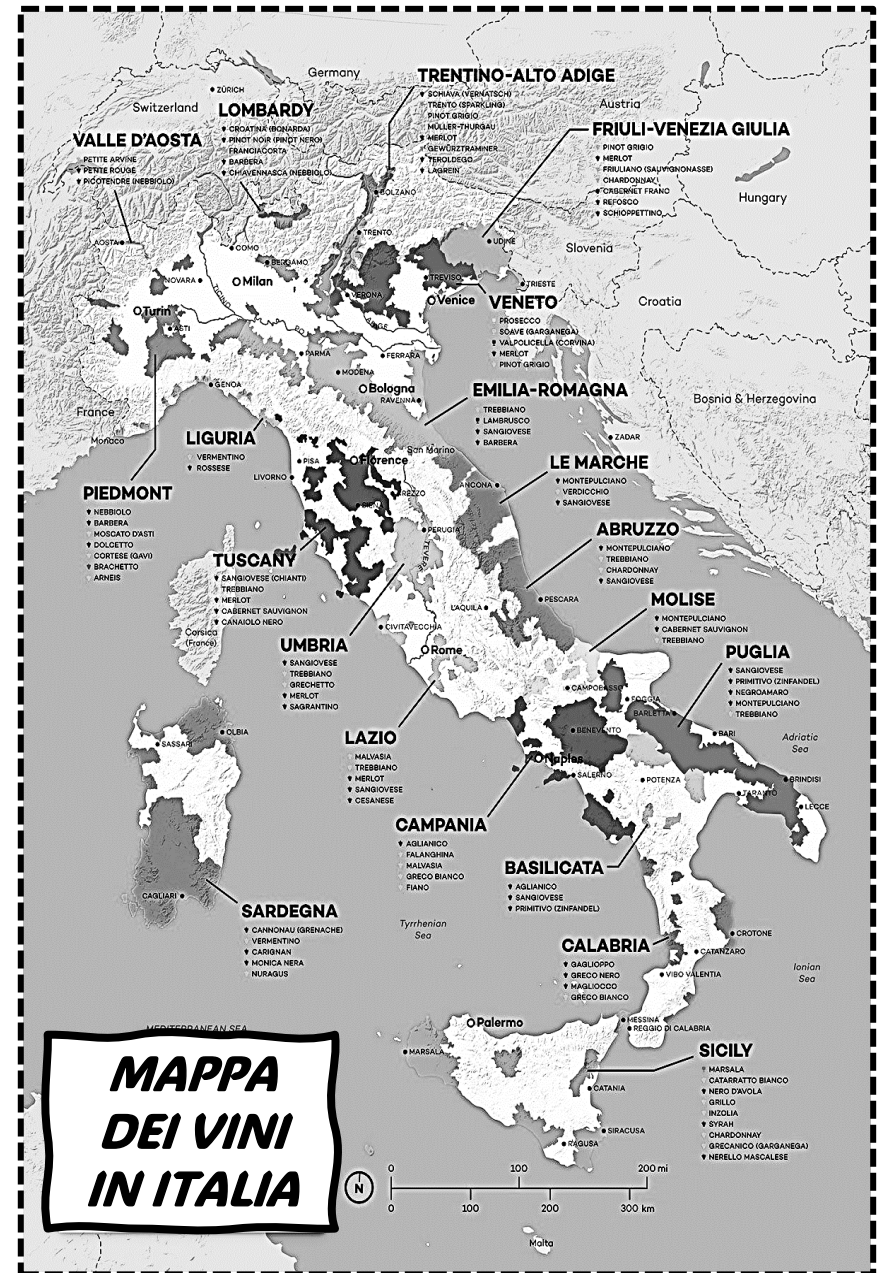 Germany
ZÜRICH
Switzerland
Austria
Hungary
Slovenia
Croatia
Bosnia & Herzegovina
France
Monaco
San Marino
Corsica
(France)
TRENTINO-ALTO ADIGE
SCHIAVA (VERNATSCH)
TRENTO (SPARKLING)
PINOT GRIGIO
MÜLLER-THURGAU
MERLOT
GEWÜRZTRAMINER
TEROLDEGO
LAGREIN
LOMBARDY
CROATINA (BONARDA)
PINOT NOIR (PINOT NERO)
FRANCIACORTA
BARBERA
CHIAVENNASCA (NEBBIOLO)
VALLE D'AOSTA
PETITE ARVINE
PETITE ROUGE
PICOTENDRE (NEBBIOLO)
FRIULI-VENEZIA GIULIA
PINOT GRIGIO
MERLOT
FRIULIANO (SAUVIGNONASSE)
CHARDONNAY
CABERNET FRANC
REFOSCO
SCHIOPPETTINO
BOLZANO
TRENTO
UDINE
AOSTA
COMO
BERGAMO
NOVARA
Milan
TICINO
VERONA
TREVISO
Venice
TRIESTE
Turin
ASTI
PO
ADIGE
PARMA
FERRARA
MODENA
Bologna
RAVENNA
GENOA
ZADAR
VENETO
PROSECCO
SOAVE (GARGANEGA)
VALPOLICELLA (CORVINA)
MERLOT
PINOT GRIGIO
EMILIA-ROMAGNA
TREBBIANO
LAMBRUSCO
SANGIOVESE
BARBERA
LIGURIA
VERMENTINO
ROSSESE
PISA
Florence
LIVORNO
AREZZO
SIENA
ANCONA
PERUGIA
TEVERE
LE MARCHE
MONTEPULCIANO
VERDICCHIO
SANGIOVESE
PIEDMONT
NEBBIOLO
BARBERA
MOSCATO D'ASTI
DOLCETTO
CORTESE (GAVI)
BRACHETTO
ARNEIS
ABRUZZO
MONTEPULCIANO
TREBBIANO
CHARDONNAY
SANGIOVESE
TUSCANY
SANGIOVESE (CHIANTI)
TREBBIANO
MERLOT
CABERNET SAUVIGNON
CANAIOLO NERO
L'AQUILA
PESCARA
CIVITAVECCHIA
Rome
MOLISE
MONTEPULCIANO
CABERNET SAUVIGNON
TREBBIANO
UMBRIA
SANGIOVESE
TREBBIANO
GRECHETTO
MERLOT
SAGRANTINO
PUGLIA
SANGIOVESE
PRIMITIVO (ZINFANDEL)
NEGROAMARO
MONTEPULCIANO
TREBBIANO
CAMPOBASSO
FOGGIA
BARLETTA
BARI
BENEVENTO
Naples
SALERNO
POTENZA
BRINDISI
TARANTO
LECCE
Adriatic
Sea
LAZIO
MALVASIA
TREBBIANO
MERLOT
SANGIOVESE
CESANESE
CAMPANIA
AGLIANICO
FALANGHINA
MALVASIA
GRECO BIANCO
FIANO
BASILICATA
AGLIANICO
SANGIOVESE
PRIMITIVO (ZINFANDEL)
OLBIA
SASSARI
CAGLIARI
SARDEGNA
CANNONAU (GRENACHE)
VERMENTINO
CARIGNAN
MONICA NERA
NURAGUS
Tyrrhenian
Sea
CALABRIA
GAGLIOPPO
GRECO NERO
MAGLIOCCO
GRECO BIANCO
CROTONE
CATANZARO
VIBO VALENTIA
Ionian
Sea
MESSINA
REGGIO DI CALABRIA
Palermo
MARSALA
CATANIA
SIRACUSA
RAGUSA
SICILY
MARSALA
CATARRATTO BIANCO
NERO D'AVOLA
GRILLO
INZOLIA
SYRAH
CHARDONNAY
GRECANICO (GARGANEGA)
NERELLO MASCALESE
MEDITERRANEAN SEA
MAPPA
DEI VINI
IN ITALIA
N
0 100 200 mi
0 100 200 300 km
Malta